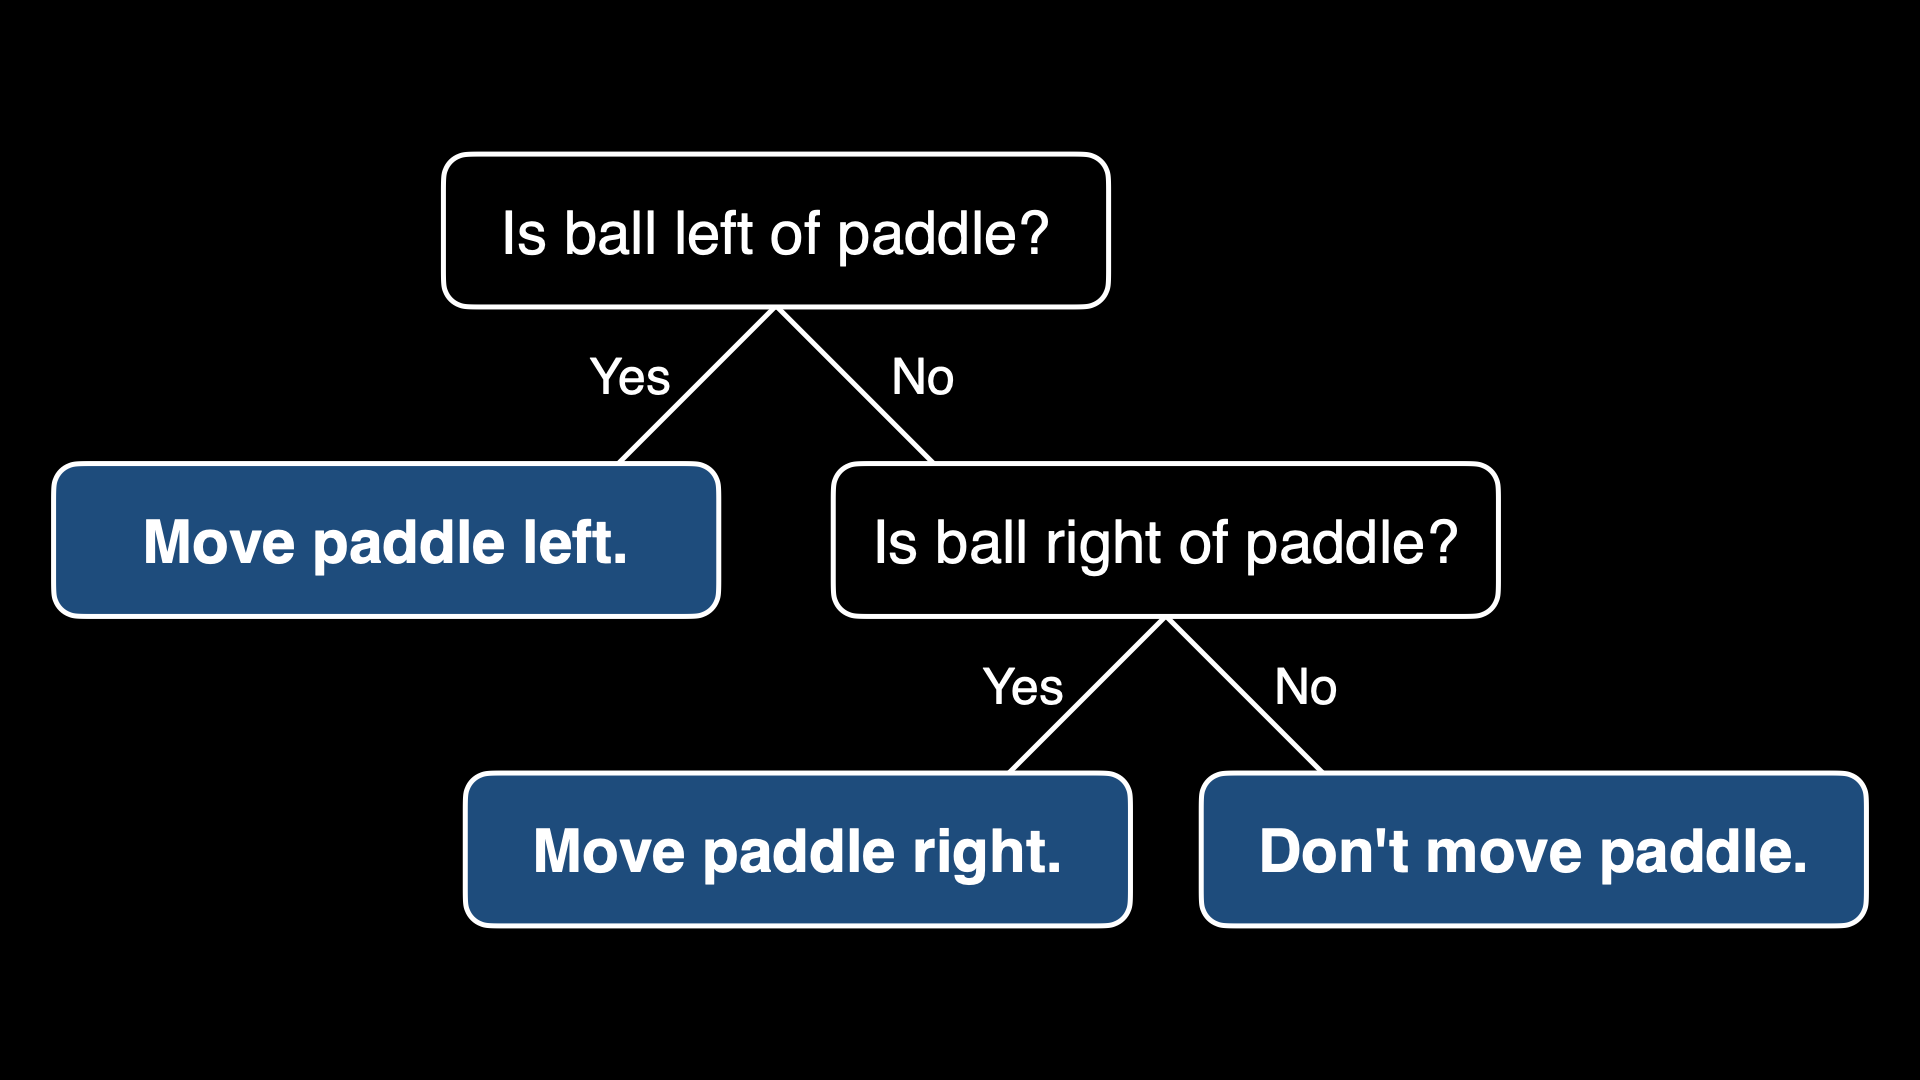 Is ball left of paddle?
Yes
No
Move paddle left.
Is ball right of paddle?
Yes
No
Move paddle right.
Don't move paddle.